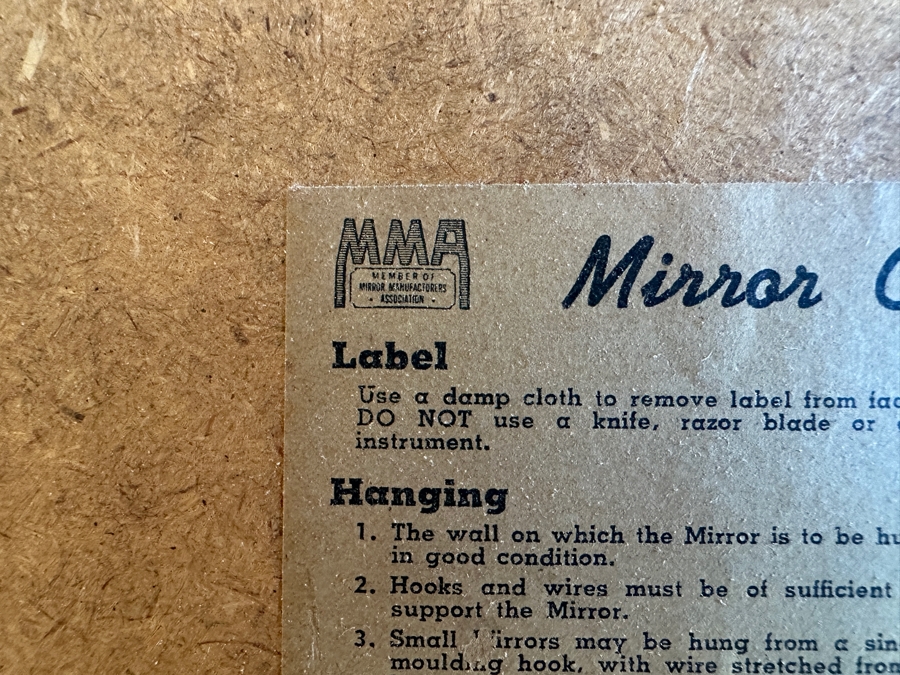 MMA
MEMBER OF
MIRROR MANUFACTURERS
ASSOCIATION
Mirror
Label
Use a damp cloth to remove label from
DO NOT use a knife, razor blade or
instrument.
Hanging
1. The wall on which the Mirror is to be
in good condition.
2. Hooks and wires must be of sufficient
support the Mirror.
3. Small irrors may be hung from a
hook, with wire stretched from